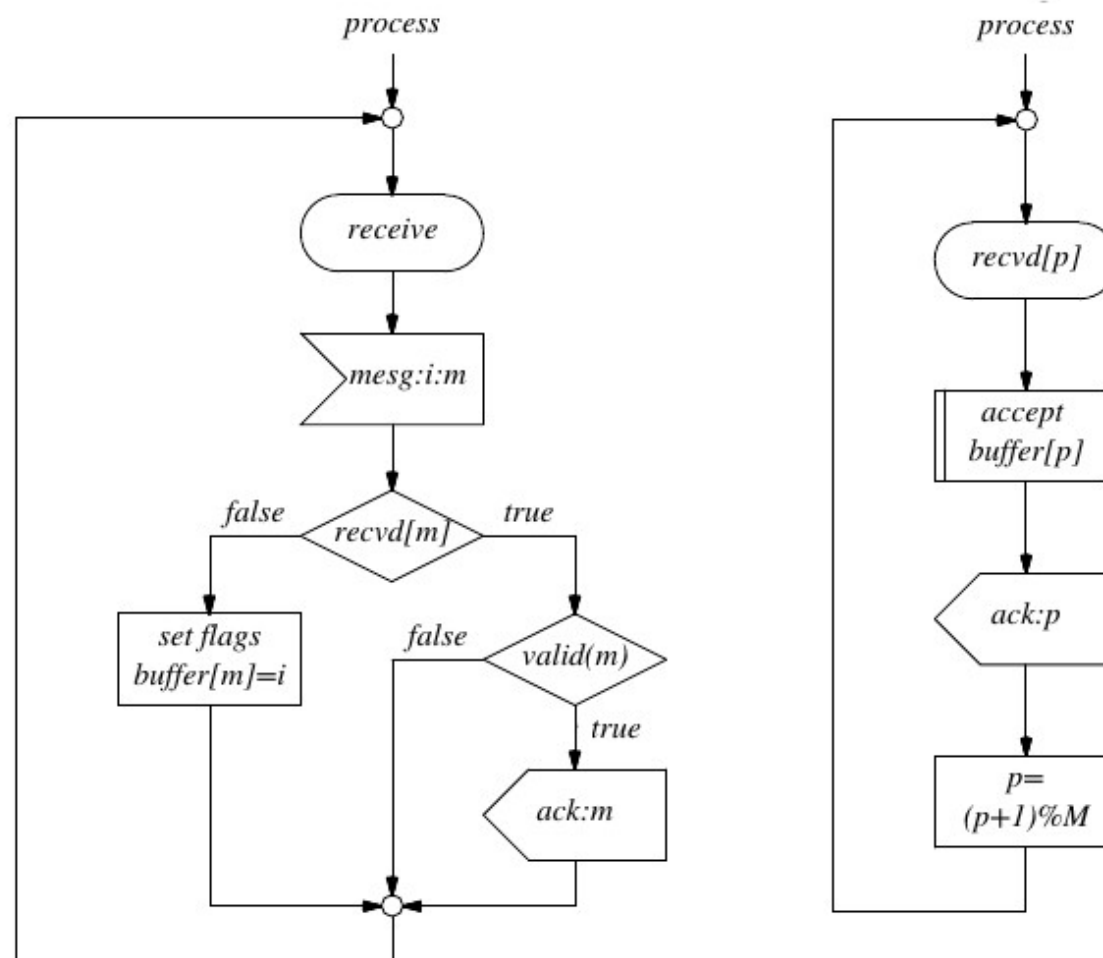 process
receive
mesg:i:m
false
recvd[m]
true
set flags
buffer[m]=i
false
valid(m)
true
ack:m
process
recvd[p]
accept
buffer[p]
ack:p
p=
(p+1)%M